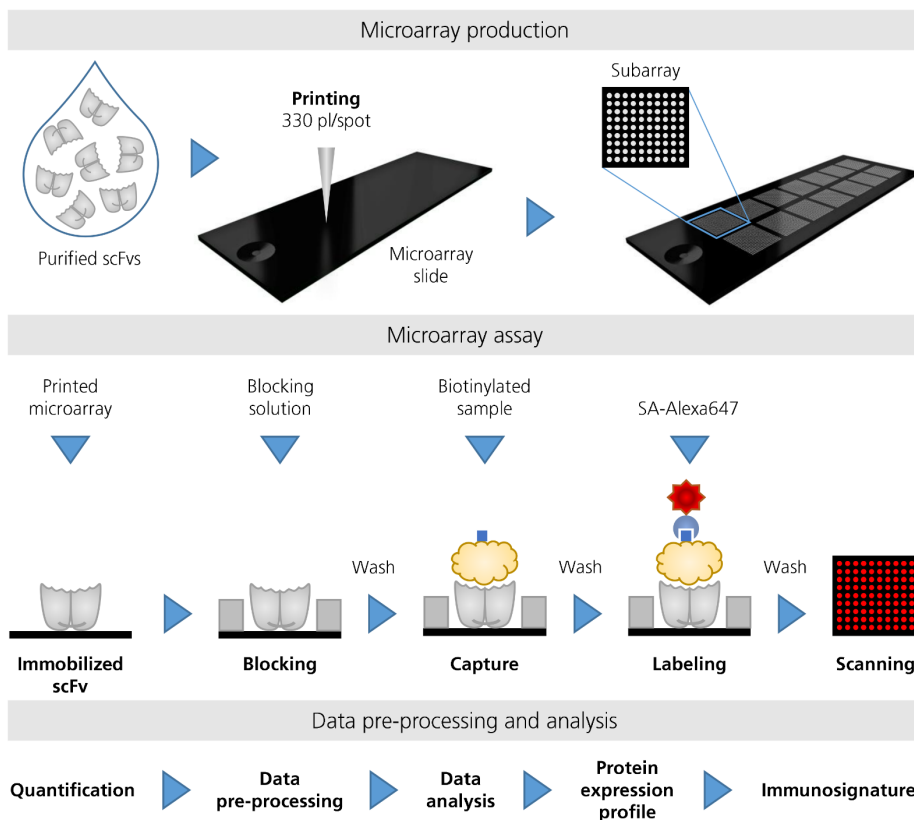 Microarray production
Printing
330 pl/spot
Subarray
Purified scFvs
Microarray
slide
Microarray assay
Printed
microarray
Blocking
solution
Biotinylated
sample
SA-Alexa647
Wash
Wash
Wash
Immobilized
scFv
Blocking
Capture
Labeling
Scanning
Data pre-processing and analysis
Quantification
Data
pre-processing
Data
analysis
Protein
expression
profile
Immunosignature